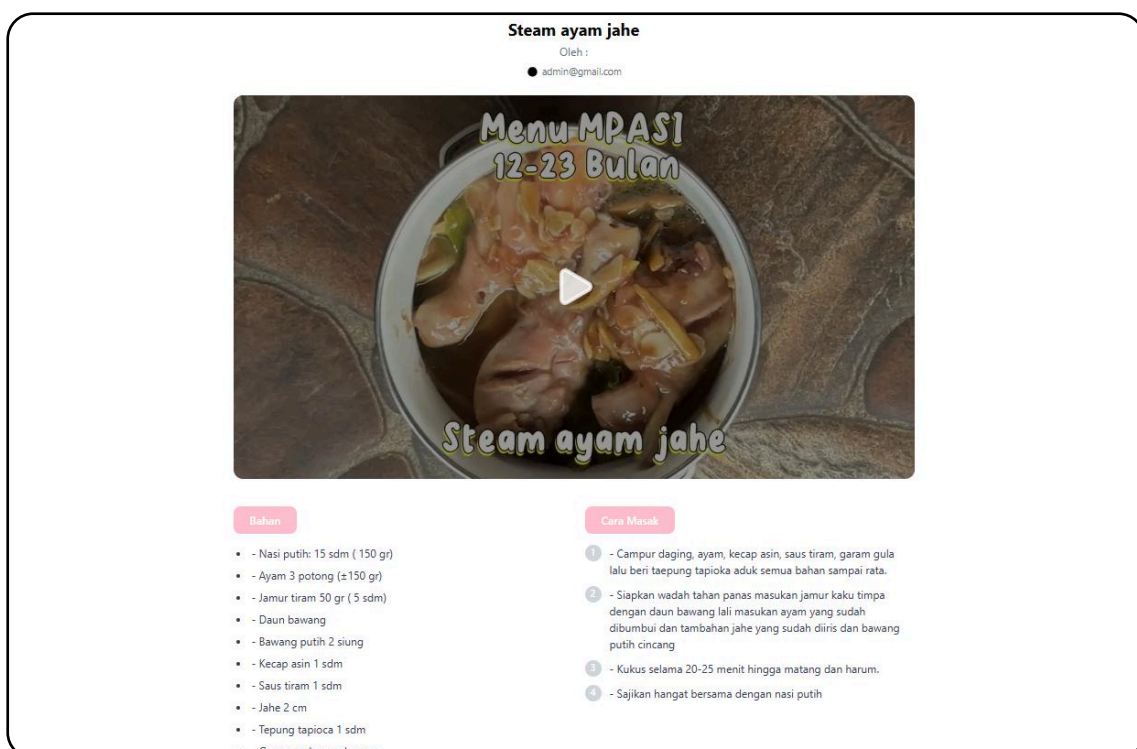 Steam ayam jahe
Oleh :
admin@gmail.com
Menu MPASI
12-23 Bulan
Steam ayam jahe
Bahan
- Nasi putih: 15 sdm ( 150 gr)
- Ayam 3 potong (±150 gr)
- Jamur tiram 50 gr ( 5 sdm)
- Daun bawang
- Bawang putih 2 siung
- Kecap asin 1 sdm
- Saus tiram 1 sdm
- Jahe 2 cm
- Tepung tapioca 1 sdm
Cara Masak
1 - Campur daging, ayam, kecap asin, saus tiram, garam gula
lalu beri taepung tapioka aduk semua bahan sampai rata.
2 - Siapkan wadah tahan panas masukan jamur kaku timpa
dengan daun bawang lali masukan ayam yang sudah
dibumbui dan tambahan jahe yang sudah diiris dan bawang
putih cincang
3 - Kukus selama 20-25 menit hingga matang dan harum.
4 - Sajikan hangat bersama dengan nasi putih